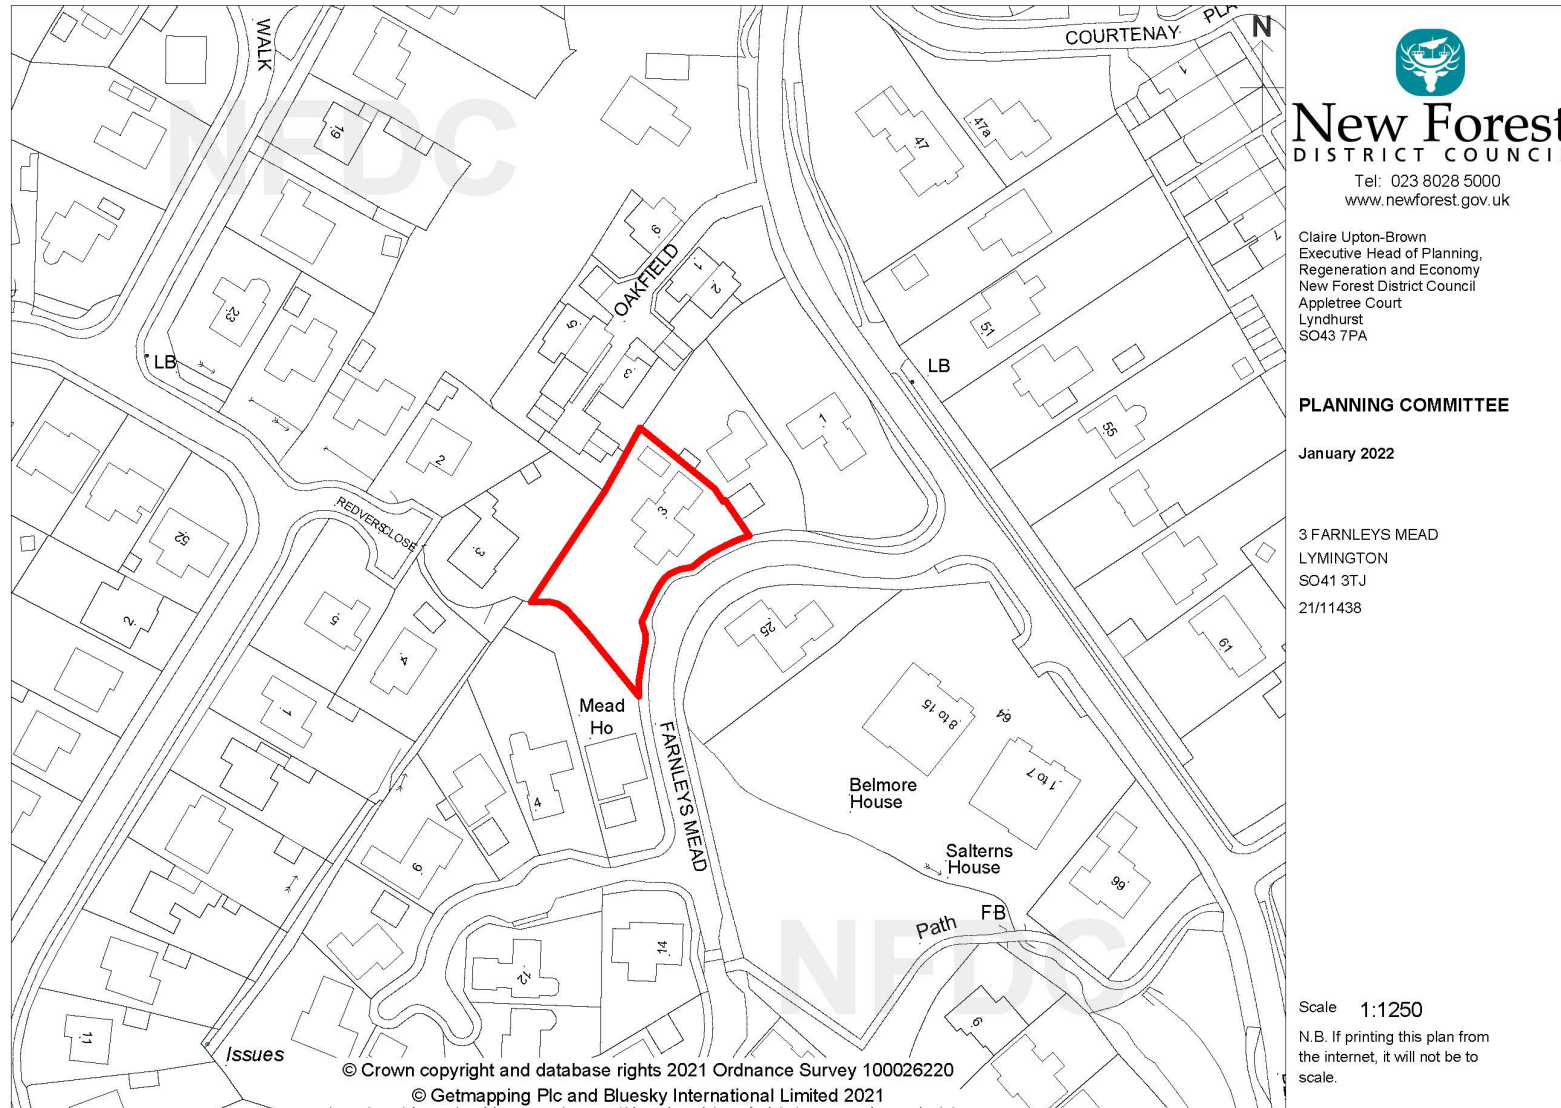 WALK
COURTENAY
PLA
N
NFDC
19
47
47a
9
OAKFIELD
1
2
5
3
23
LB
51
LB
55
1
2
REDVERS CLOSE
3
3
52
2
5
4
1
25
61
Mead
Ho
FARNLEYS MEAD
8 to 15
64
1 to 7
Belmore
House
Salterns
House
66
4
9
14
12
Path
FB
NFDC
11
Issues
© Crown copyright and database rights 2021 Ordnance Survey 100026220
© Getmapping Plc and Bluesky International Limited 2021
1
7
New Forest
DISTRICT COUNCI
Tel: 023 8028 5000
www.newforest.gov.uk
Claire Upton-Brown
Executive Head of Planning,
Regeneration and Economy
New Forest District Council
Appletree Court
Lyndhurst
SO43 7PA
PLANNING COMMITTEE
January 2022
3 FARNLEYS MEAD
LYMINGTON
SO41 3TJ
21/11438
Scale 1:1250
N.B. If printing this plan from
the internet, it will not be to
scale.